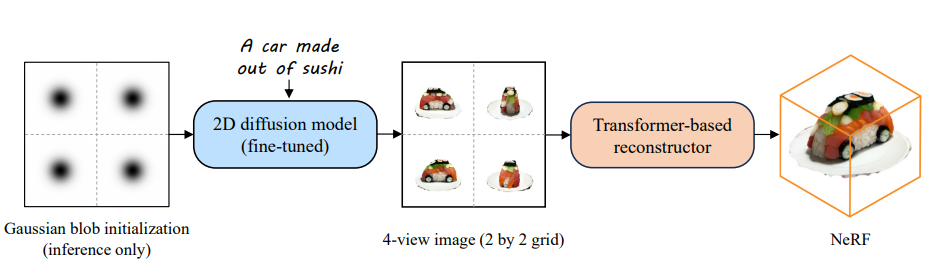 A car made
out of sushi
2D diffusion model
(fine-tuned)
Transformer-based
reconstructor
Gaussian blob initialization
(inference only)
4-view image (2 by 2 grid)
NeRF